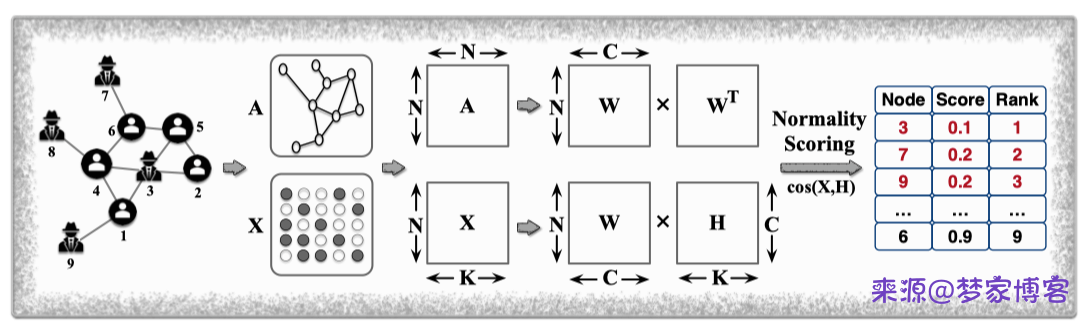 7
6
5
8
4
3
2
1
9
A
X
N
N
A
N
C
W
×
W^T
N
X
K
N
W
C
×
H
K
C
Normality
Scoring
cos(X,H)
Node Score Rank
3 0.1 1
7 0.2 2
9 0.2 3
... ... ...
6 0.9 9
来源@梦家博客